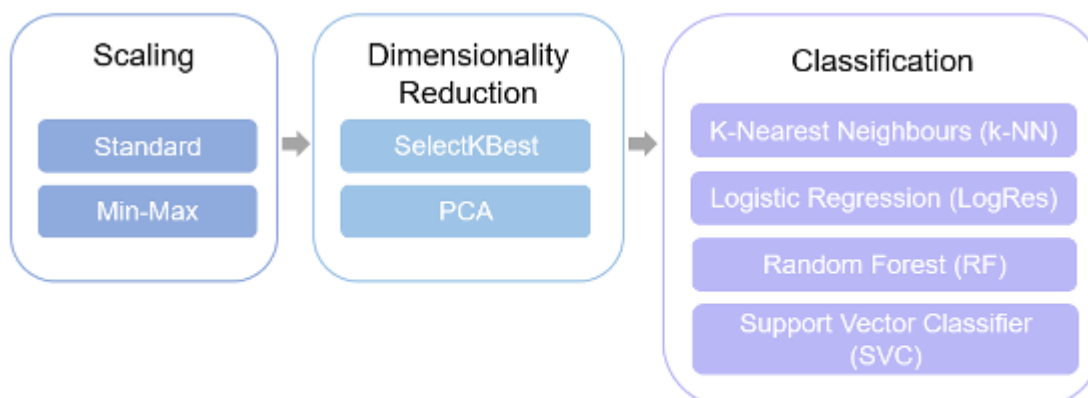 Scaling
Standard
Min-Max
Dimensionality
Reduction
SelectKBest
PCA
Classification
K-Nearest Neighbours (k-NN)
Logistic Regression (LogRes)
Random Forest (RF)
Support Vector Classifier
(SVC)